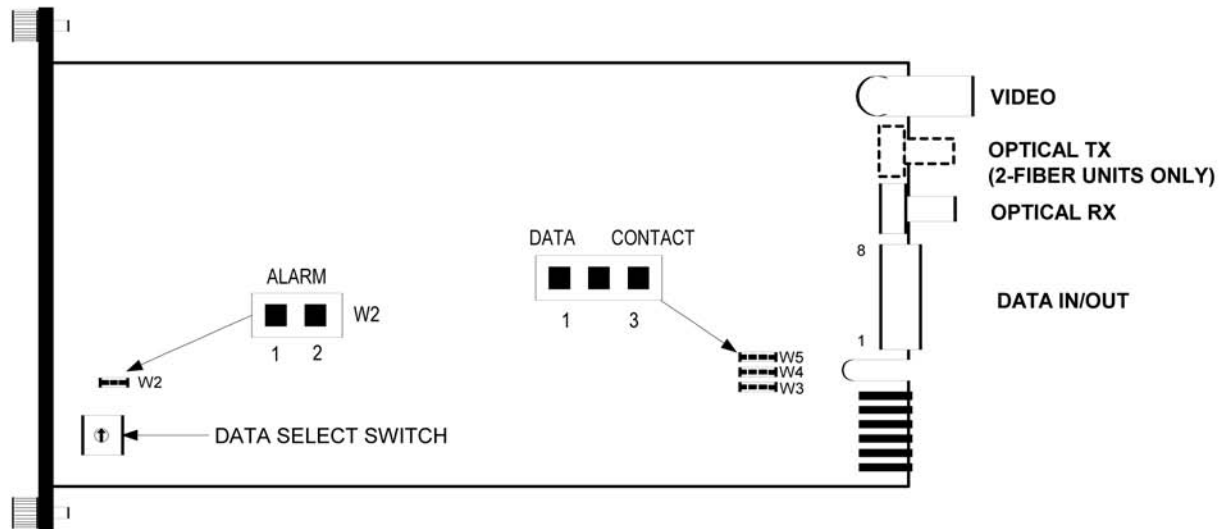 VIDEO
OPTICAL TX
(2-FIBER UNITS ONLY)
OPTICAL RX
DATA CONTACT
8
ALARM
DATA IN/OUT
W2
1 3
1 2
1
W5
W4
W2
W3
DATA SELECT SWITCH